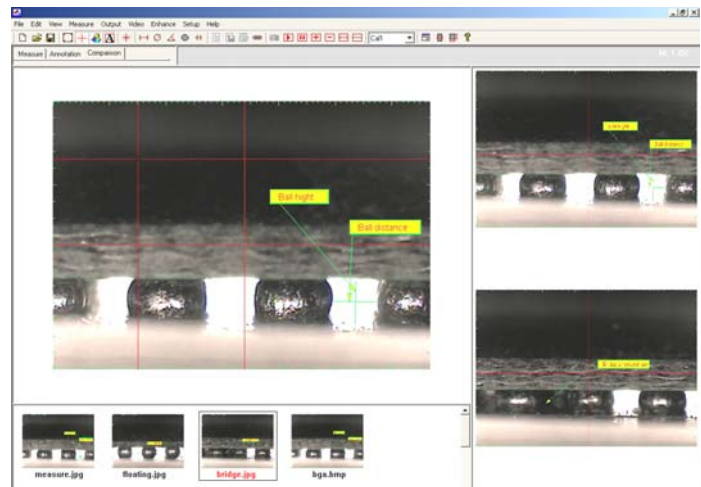 File Edit View Measure Output Video Enhance Setup Help
Cal1
Measure Annotation Comparison
Ball hight
Ball distance
measure.jpg floating.jpg bridge.jpg bga.bmp